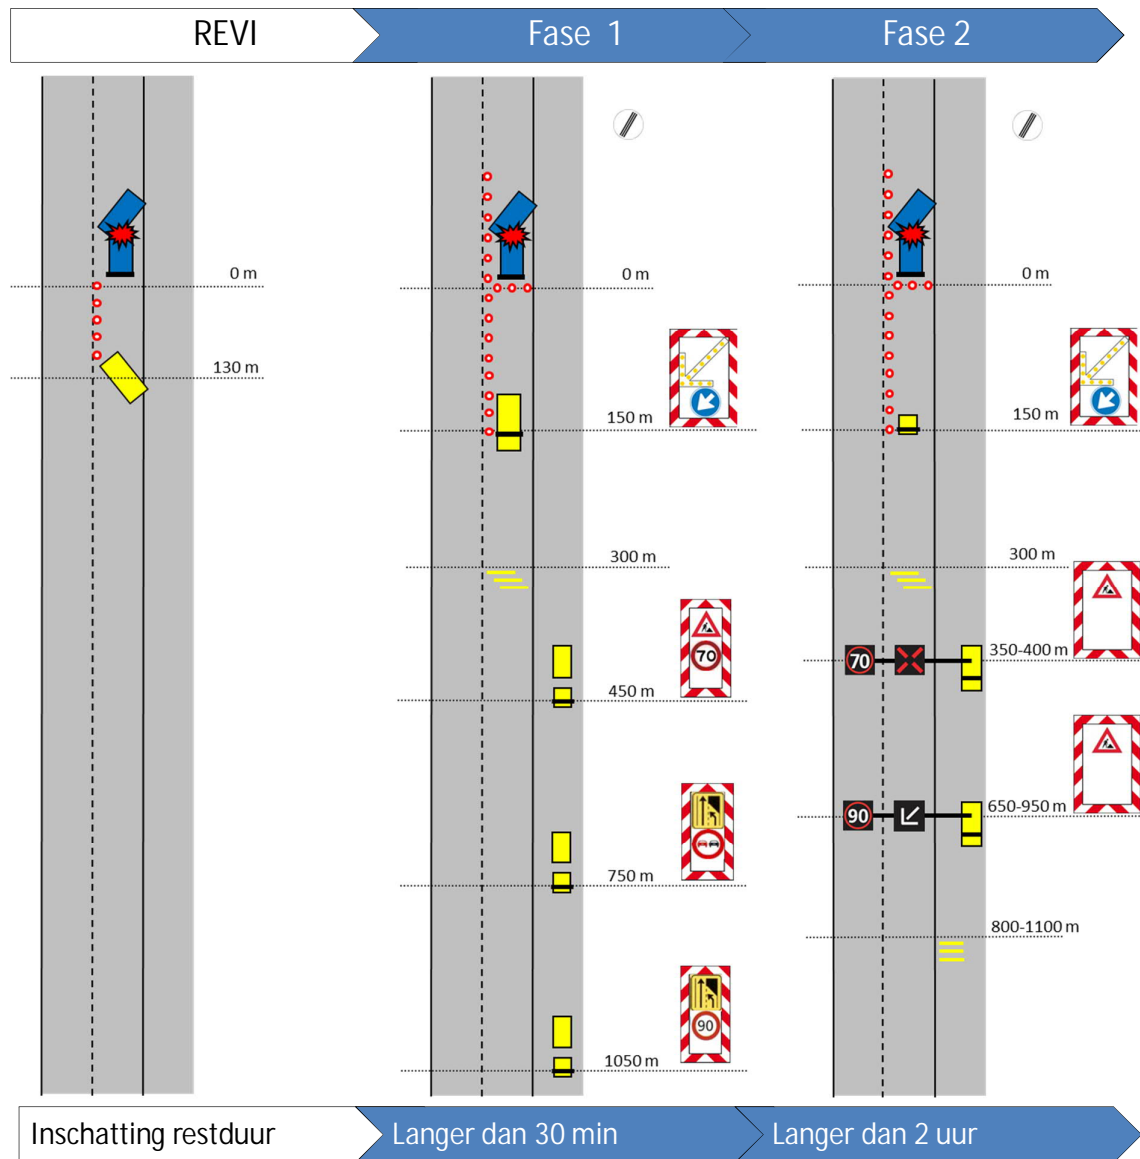 REVI
Fase 1
Fase 2
0 m
130 m
0 m
150 m
300 m
70
450 m
750 m
90
1050 m
0 m
150 m
300 m
70
350-400 m
90
650-950 m
800-1100 m
Inschatting restduur
Langer dan 30 min
Langer dan 2 uur